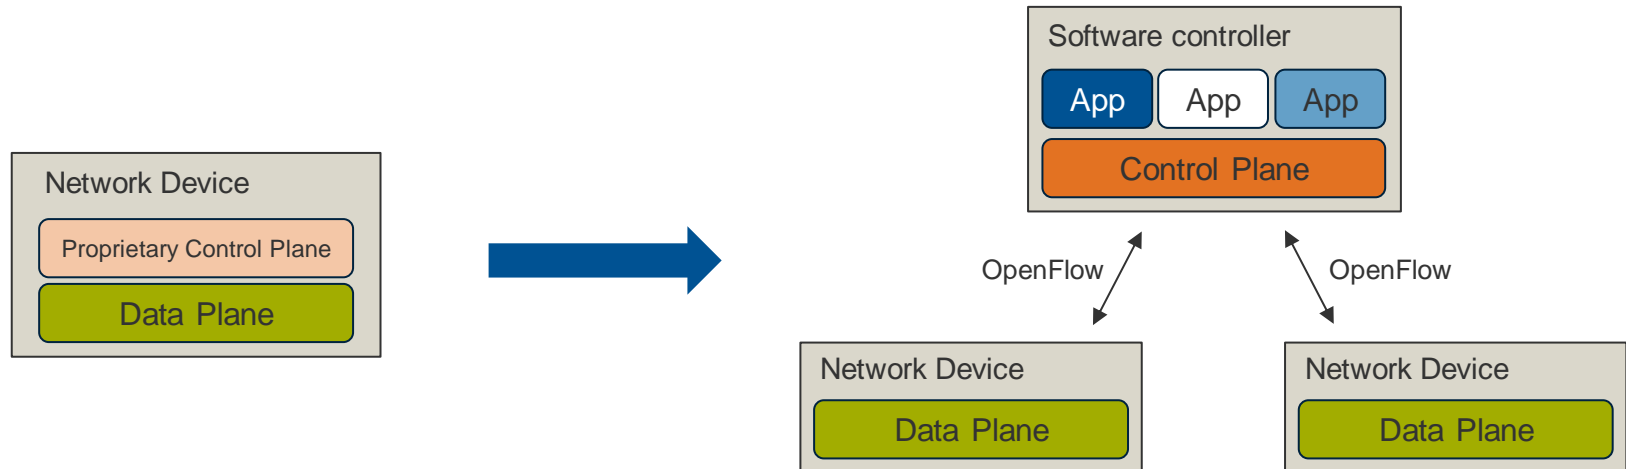 Network Device
Proprietary Control Plane
Data Plane
Software controller
App App App
Control Plane
OpenFlow OpenFlow
Network Device
Data Plane
Network Device
Data Plane